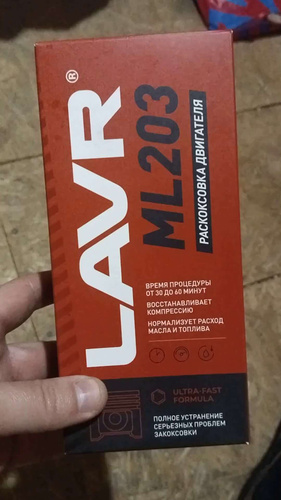 LAVR®
ML203
РАСКОКСОВКА ДВИГАТЕЛЯ
ВРЕМЯ ПРОЦЕДУРЫ
ОТ 30 ДО 60 МИНУТ
ВОССТАНАВЛИВАЕТ
КОМПРЕССИЮ
НОРМАЛИЗУЕТ РАСХОД
МАСЛА И ТОПЛИВА
ULTRA-FAST
FORMULA
ПОЛНОЕ УСТРАНЕНИЕ
СЕРЬЕЗНЫХ ПРОБЛЕМ
ЗАКОКСОВКИ